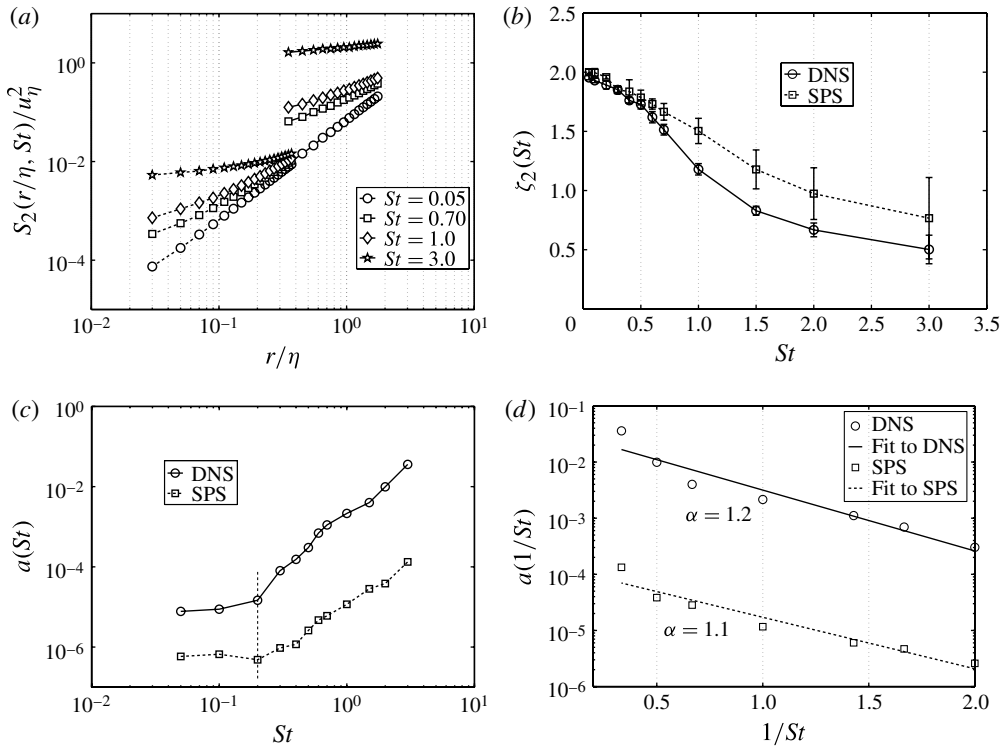 (a)
10^0
10^−2
10^−4
S_2(r/η, St)/u_η^2
St = 0.05
St = 0.70
St = 1.0
St = 3.0
10^−2 10^−1 10^0 10^1
r/η
(b)
2.5
2.0
1.5
1.0
0.5
ζ_2(St)
DNS
SPS
0 0.5 1.0 1.5 2.0 2.5 3.0 3.5
St
(c)
10^0
10^−2
10^−4
10^−6
a(St)
DNS
SPS
10^−2 10^−1 10^0 10^1
St
(d)
10^−1
10^−2
10^−3
10^−4
10^−5
10^−6
a(1/St)
DNS
Fit to DNS
SPS
Fit to SPS
α = 1.2
α = 1.1
0.5 1.0 1.5 2.0
1/St